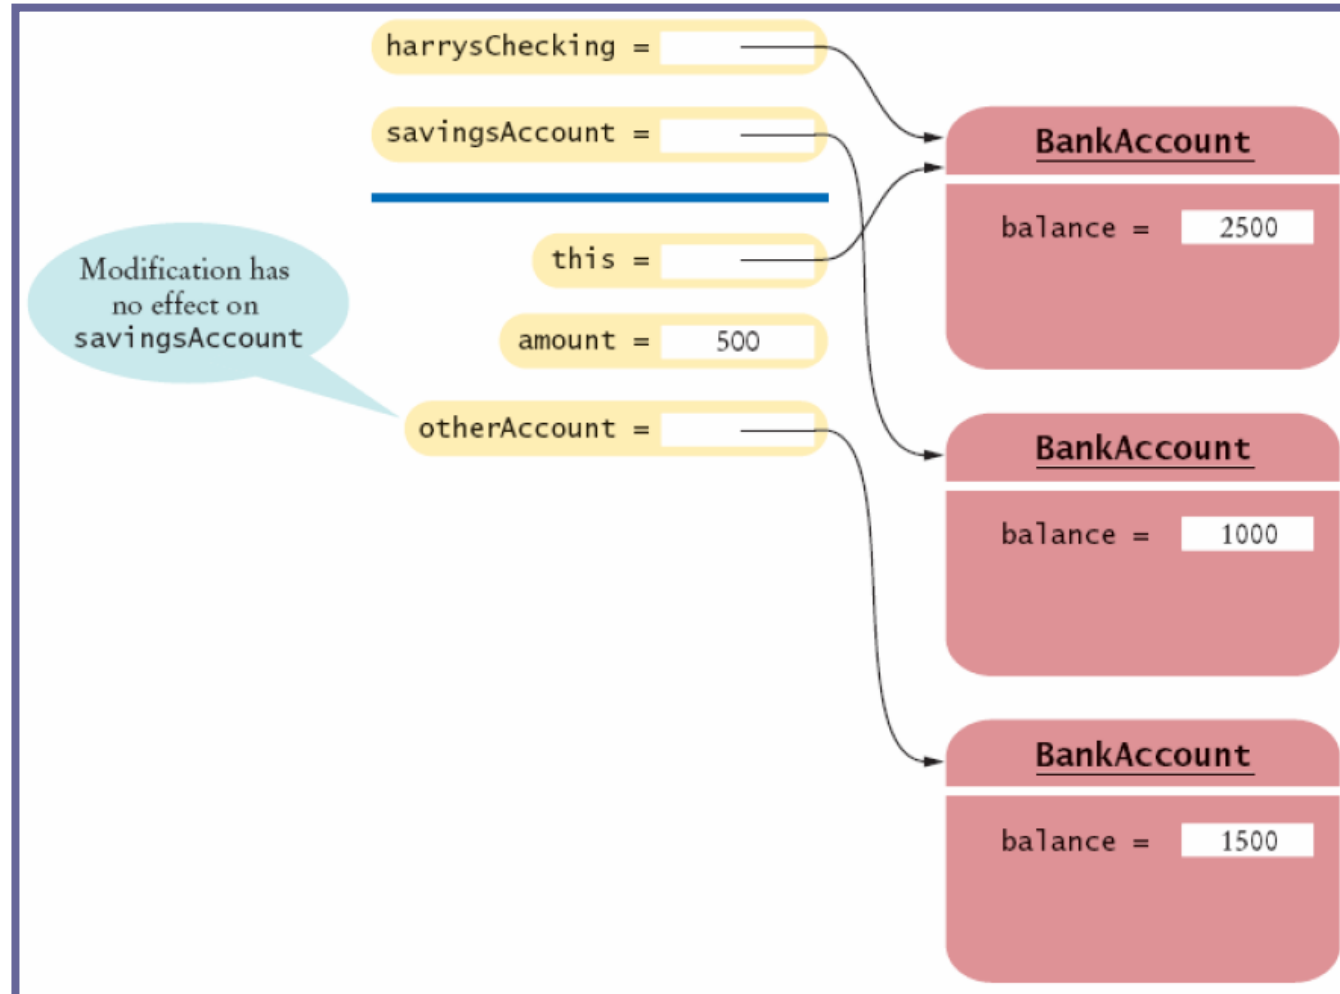 harrysChecking =
savingsAccount =
BankAccount
balance = 2500
this =
Modification has
no effect on
savingsAccount
amount = 500
otherAccount =
BankAccount
balance = 1000
BankAccount
balance = 1500